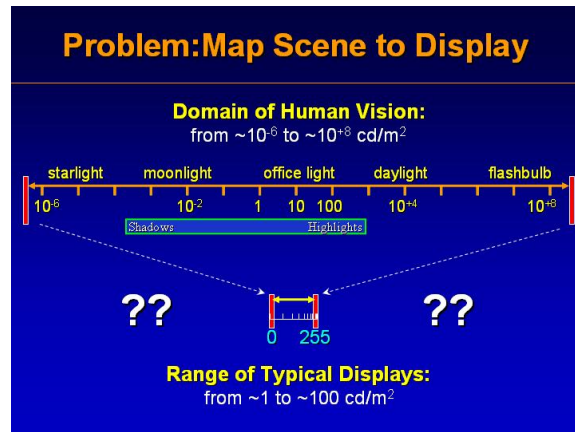 Problem:Map Scene to Display
Domain of Human Vision:
from ~10⁻⁶ to ~10⁺⁸ cd/m²
starlight moonlight office light daylight flashbulb
10⁻⁶ 10⁻² 1 10 100 10⁺⁴ 10⁺⁸
Shadows Highlights
?? ??
0 255
Range of Typical Displays:
from ~1 to ~100 cd/m²